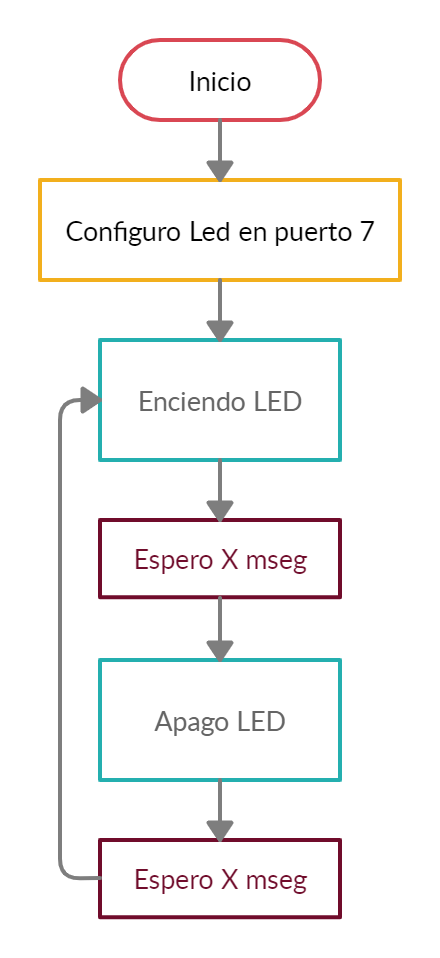 Inicio
Configuro Led en puerto 7
Enciendo LED
Espero X mseg
Apago LED
Espero X mseg